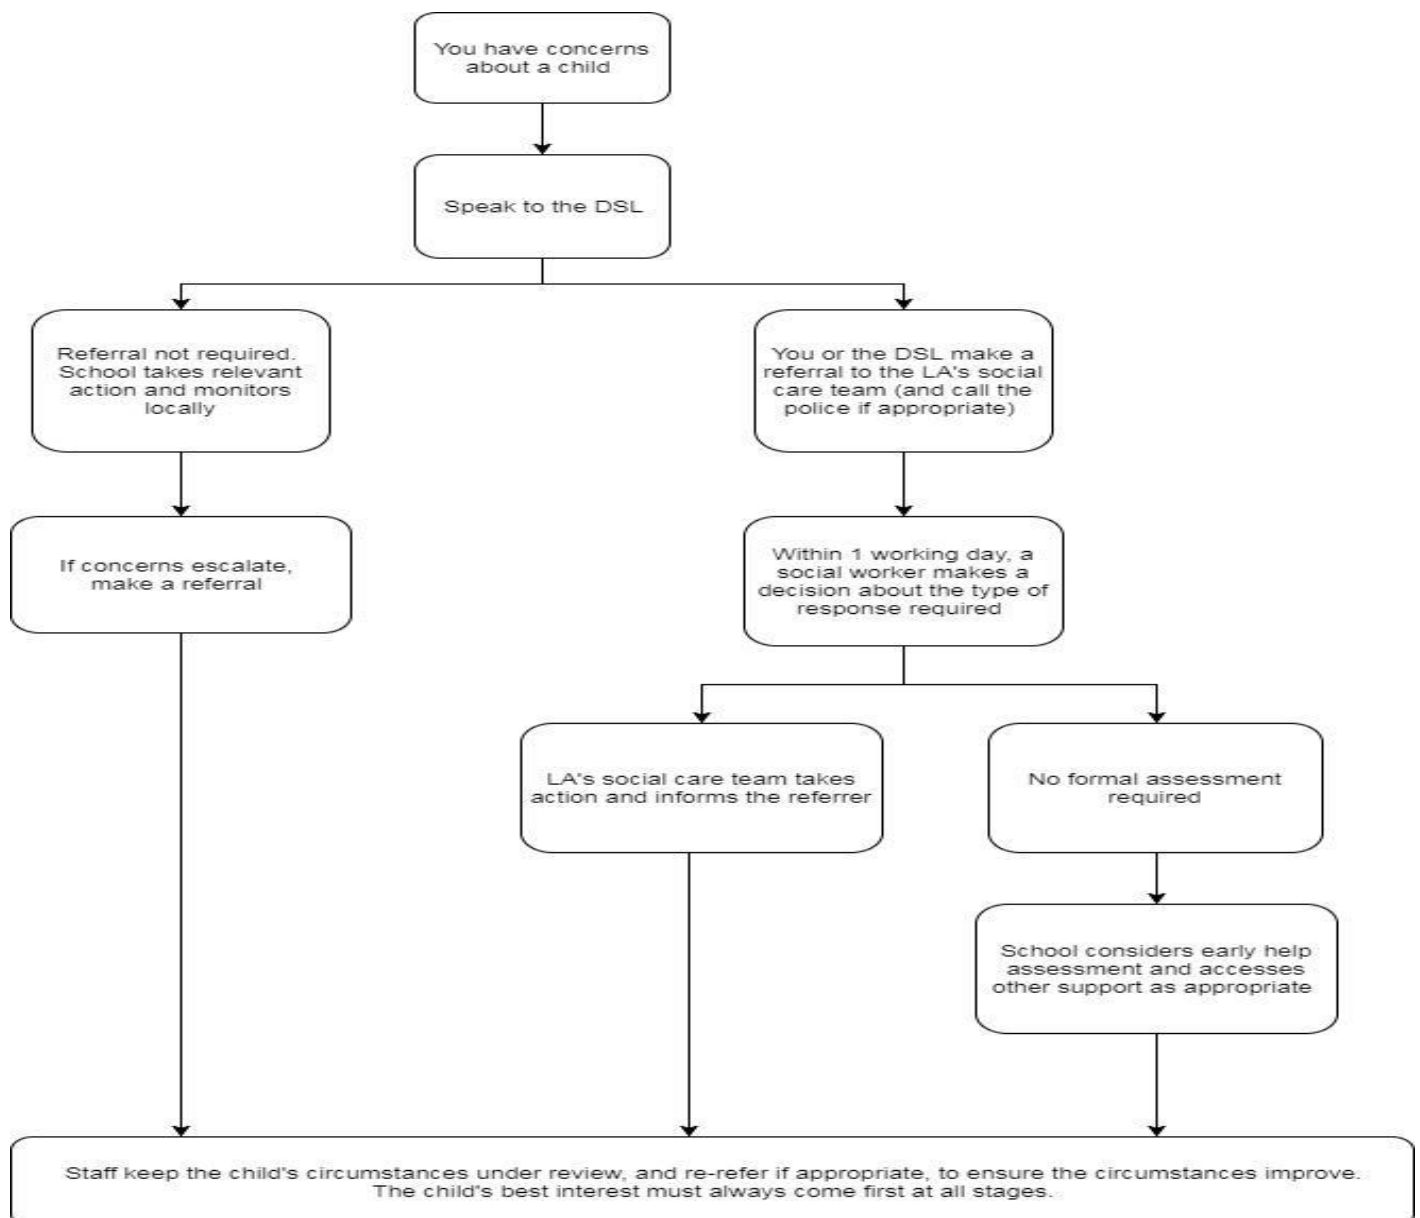 You have concerns
about a child
Speak to the DSL
Referral not required.
School takes relevant
action and monitors
locally
You or the DSL make a
referral to the LA's social
care team (and call the
police if appropriate)
If concerns escalate,
make a referral
Within 1 working day, a
social worker makes a
decision about the type of
response required
LA's social care team takes
action and informs the referrer
No formal assessment
required
School considers early help
assessment and accesses
other support as appropriate
Staff keep the child's circumstances under review, and re-refer if appropriate, to ensure the circumstances improve.
The child's best interest must always come first at all stages.